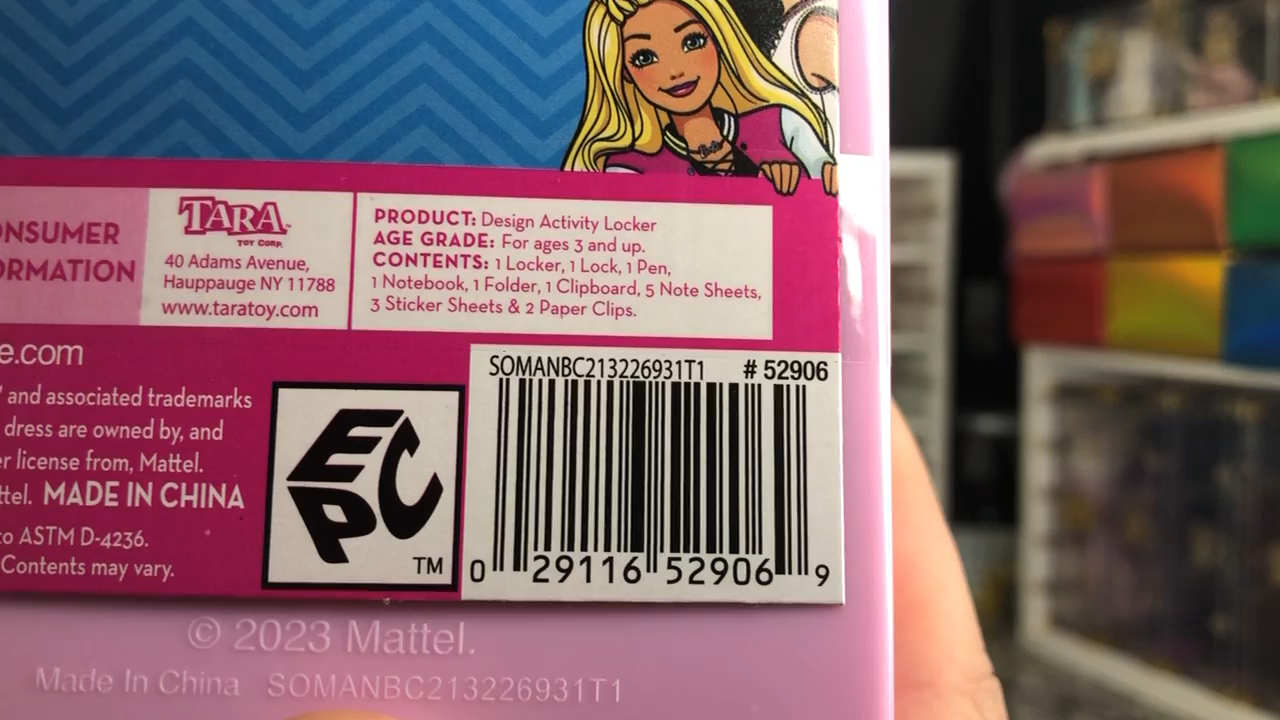 ONSUMER
ORMATION
TARA™
TOY CORP.
40 Adams Avenue,
Hauppauge NY 11788
www.taratoy.com
PRODUCT: Design Activity Locker
AGE GRADE: For ages 3 and up.
CONTENTS: 1 Locker, 1 Lock, 1 Pen,
1 Notebook, 1 Folder, 1 Clipboard, 5 Note Sheets,
3 Sticker Sheets & 2 Paper Clips.
e.com
and associated trademarks
dress are owned by, and
er license from, Mattel.
ttel. MADE IN CHINA
to ASTM D-4236.
Contents may vary.
EPC
TM
SOMANBC213226931T1 # 52906
0 29116 52906 9
© 2023 Mattel.
Made In China SOMANBC213226931T1